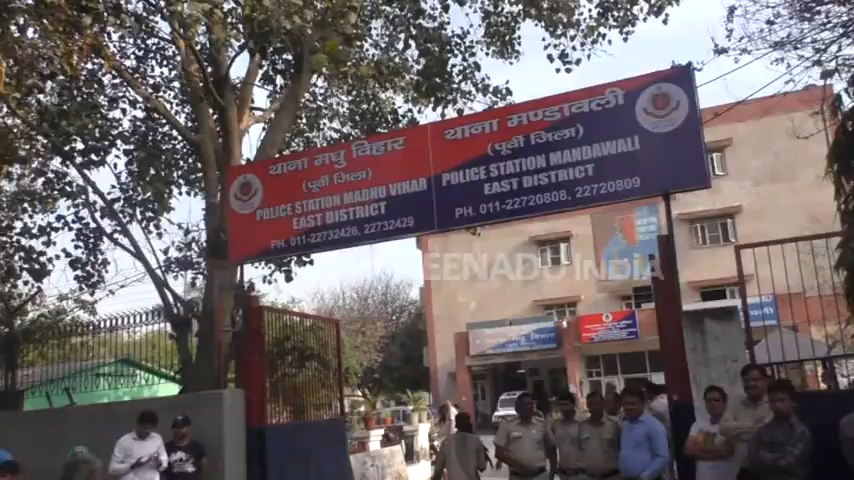 थाना मधु विहार
(पूर्वी जिला)
POLICE STATION MADHU VIHAR
EAST DISTRICT
PH. 011-22732426, 22732429
थाना मण्डावली
(पूर्वी जिला)
POLICE STATION MANDAWALI
EAST DISTRICT
PH. 011-22720808, 22720809
MEENADU INDIA